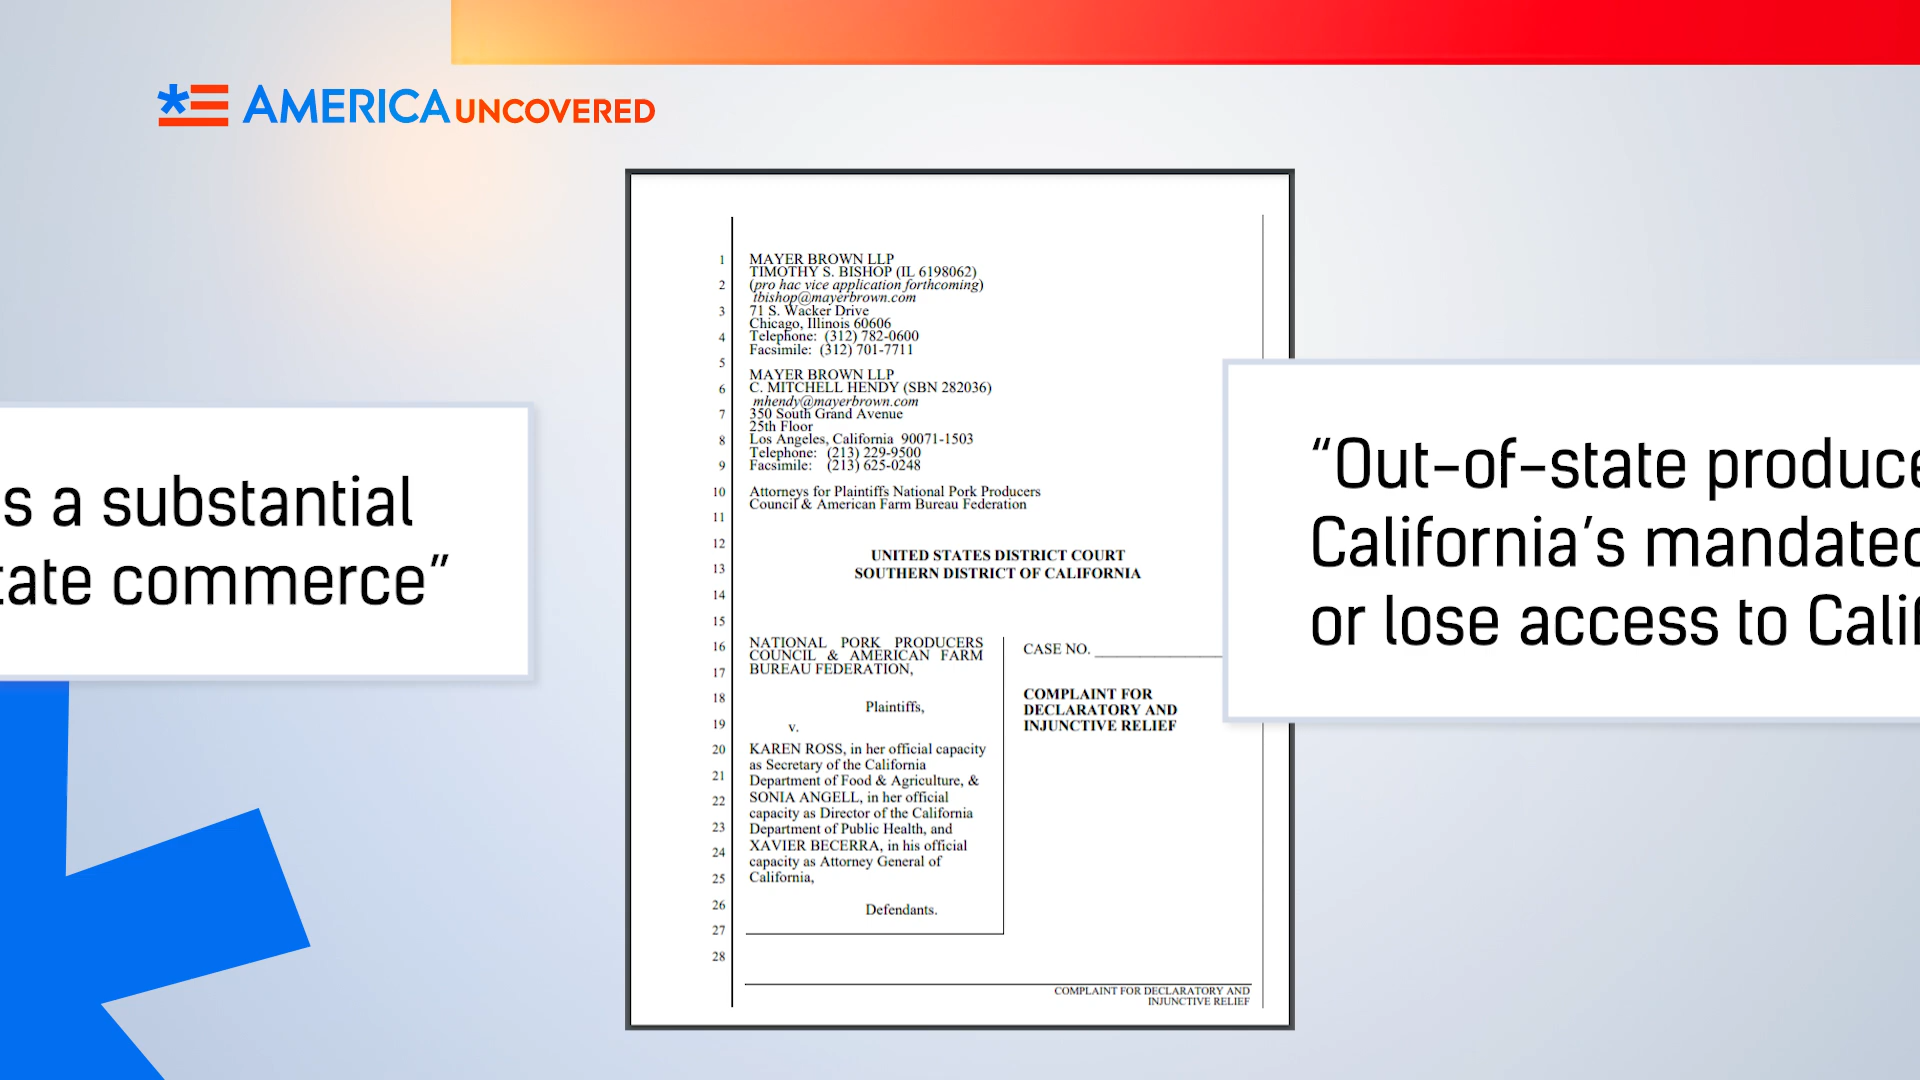 AMERICA UNCOVERED
s a substantial
tate commerce”
1 MAYER BROWN LLP
TIMOTHY S. BISHOP (IL 6198062)
2 (pro hac vice application forthcoming)
tbishop@mayerbrown.com
3 71 S. Wacker Drive
Chicago, Illinois 60606
4 Telephone: (312) 782-0600
Facsimile: (312) 701-7711
5
MAYER BROWN LLP
6 C. MITCHELL HENDY (SBN 282036)
mhendy@mayerbrown.com
7 350 South Grand Avenue
25th Floor
8 Los Angeles, California 90071-1503
Telephone: (213) 229-9500
9 Facsimile: (213) 625-0248
10 Attorneys for Plaintiffs National Pork Producers
Council & American Farm Bureau Federation
11
12 UNITED STATES DISTRICT COURT
13 SOUTHERN DISTRICT OF CALIFORNIA
14
15
16 NATIONAL PORK PRODUCERS
COUNCIL & AMERICAN FARM
17 BUREAU FEDERATION,
18 Plaintiffs,
19 v.
20 KAREN ROSS, in her official capacity
as Secretary of the California
21 Department of Food & Agriculture, &
22 SONIA ANGELL, in her official
capacity as Director of the California
23 Department of Public Health, and
24 XAVIER BECERRA, in his official
capacity as Attorney General of
25 California,
26 Defendants.
27
28
CASE NO.
COMPLAINT FOR
DECLARATORY AND
INJUNCTIVE RELIEF
COMPLAINT FOR DECLARATORY AND
INJUNCTIVE RELIEF
“Out-of-state produce
California’s mandated
or lose access to Calif